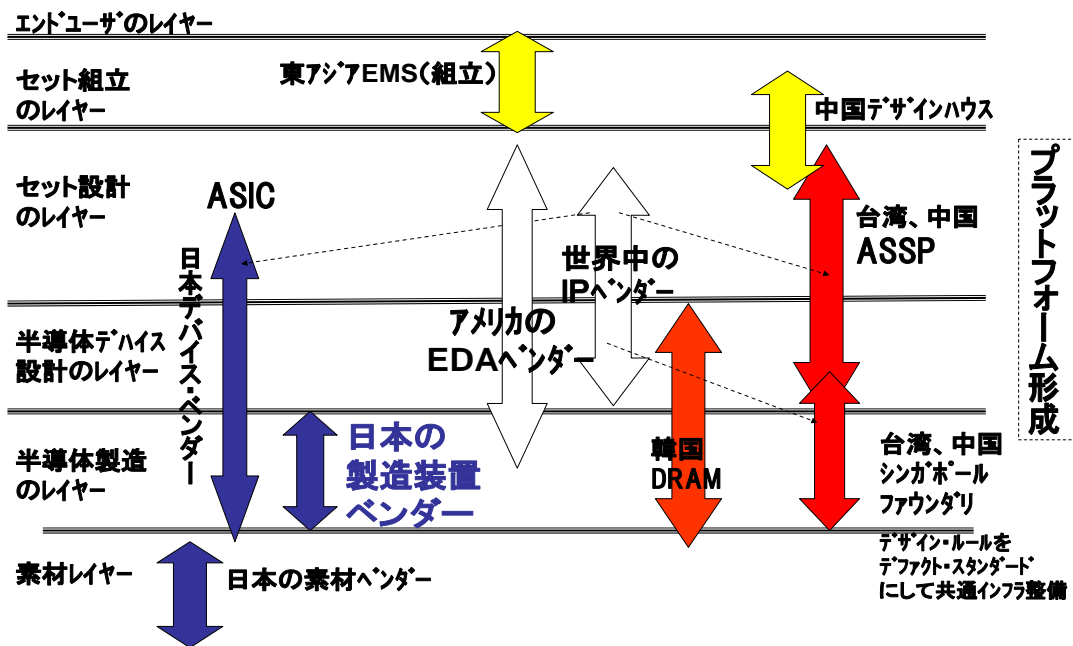 エンドユーザのレイヤー
東アジアEMS(組立)
セット組立
のレイヤー
中国デザインハウス
プラットフォーム形成
セット設計
のレイヤー
ASIC
日本デバイス・ベンダー
台湾、中国
ASSP
世界中の
IPベンダー
アメリカの
EDAベンダー
半導体デハイス
設計のレイヤー
半導体製造
のレイヤー
日本の
製造装置
ベンダー
韓国
DRAM
台湾、中国
シンガポール
ファウンダリ
デザイン・ルールを
デファクト・スタンダード
にして共通インフラ整備
素材レイヤー
日本の素材ベンダー